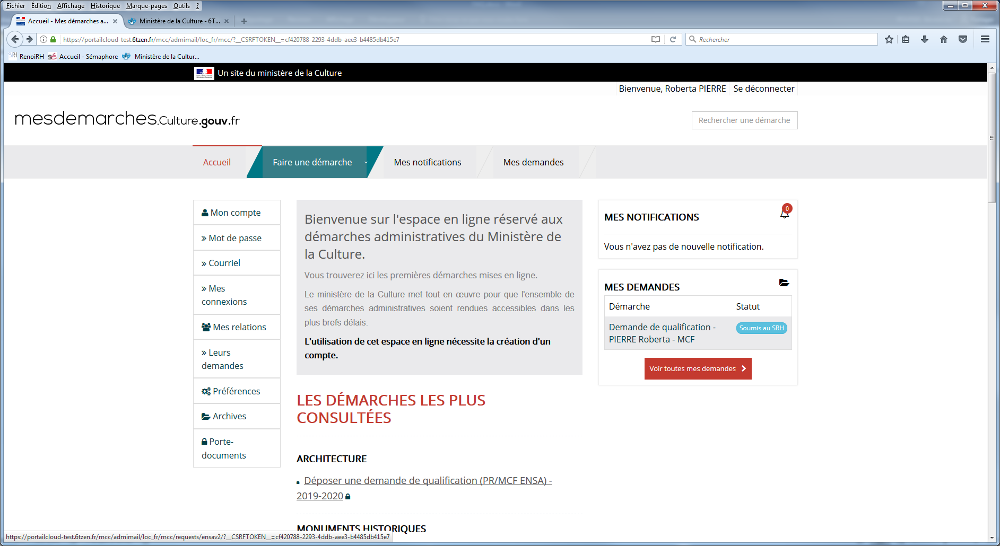 Fichier Édition Affichage Historique Marque-pages Outils ?
Accueil - Mes démarches a... Ministère de la Culture - 6T...
https://portailcloud-test.6tzen.fr/mcc/admimail/loc_fr/mcc/?__CSRFTOKEN__=cf420788-2293-4ddb-aee3-b4485db415e7 Rechercher
RenoiRH Accueil - Sémaphore Ministère de la Cultur...
Un site du ministère de la Culture
Bienvenue, Roberta PIERRE Se déconnecter
mesdemarches.Culture.gouv.fr
Rechercher une démarche
Accueil Faire une démarche Mes notifications Mes demandes
Mon compte
» Mot de passe
» Courriel
» Mes
connexions
Mes relations
» Leurs
demandes
Préférences
Archives
Porte-
documents
Bienvenue sur l'espace en ligne réservé aux
démarches administratives du Ministère de
la Culture.
Vous trouverez ici les premières démarches mises en ligne.
Le ministère de la Culture met tout en œuvre pour que l'ensemble de
ses démarches administratives soient rendues accessibles dans les
plus brefs délais.
L'utilisation de cet espace en ligne nécessite la création d'un
compte.
LES DÉMARCHES LES PLUS
CONSULTÉES
ARCHITECTURE
Déposer une demande de qualification (PR/MCF ENSA) -
2019-2020
MONUMENTS HISTORIQUES
MES NOTIFICATIONS 0
Vous n'avez pas de nouvelle notification.
MES DEMANDES
Démarche Statut
Demande de qualification - Soumis au SRH
PIERRE Roberta - MCF
Voir toutes mes demandes
https://portailcloud-test.6tzen.fr/mcc/admimail/loc_fr/mcc/requests/ensav2/?__CSRFTOKEN__=cf420788-2293-4ddb-aee3-b4485db415e7